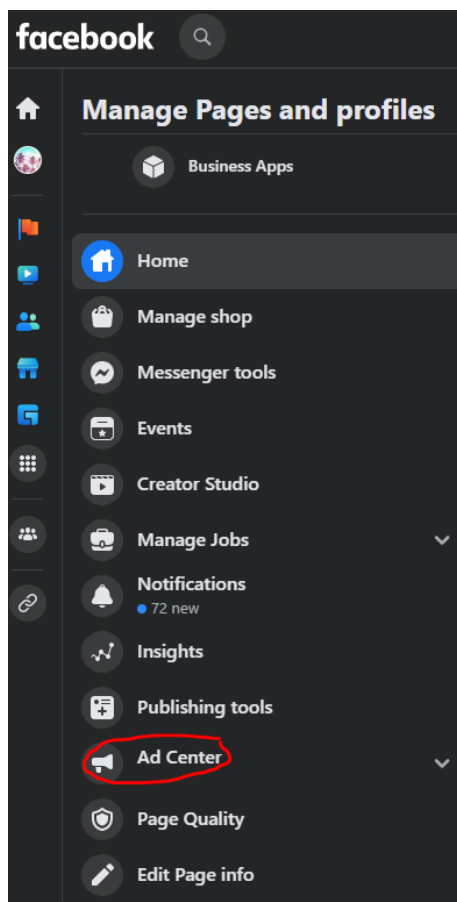 facebook
Manage Pages and profiles
Business Apps
Home
Manage shop
Messenger tools
Events
Creator Studio
Manage Jobs
Notifications
72 new
Insights
Publishing tools
Ad Center
Page Quality
Edit Page info